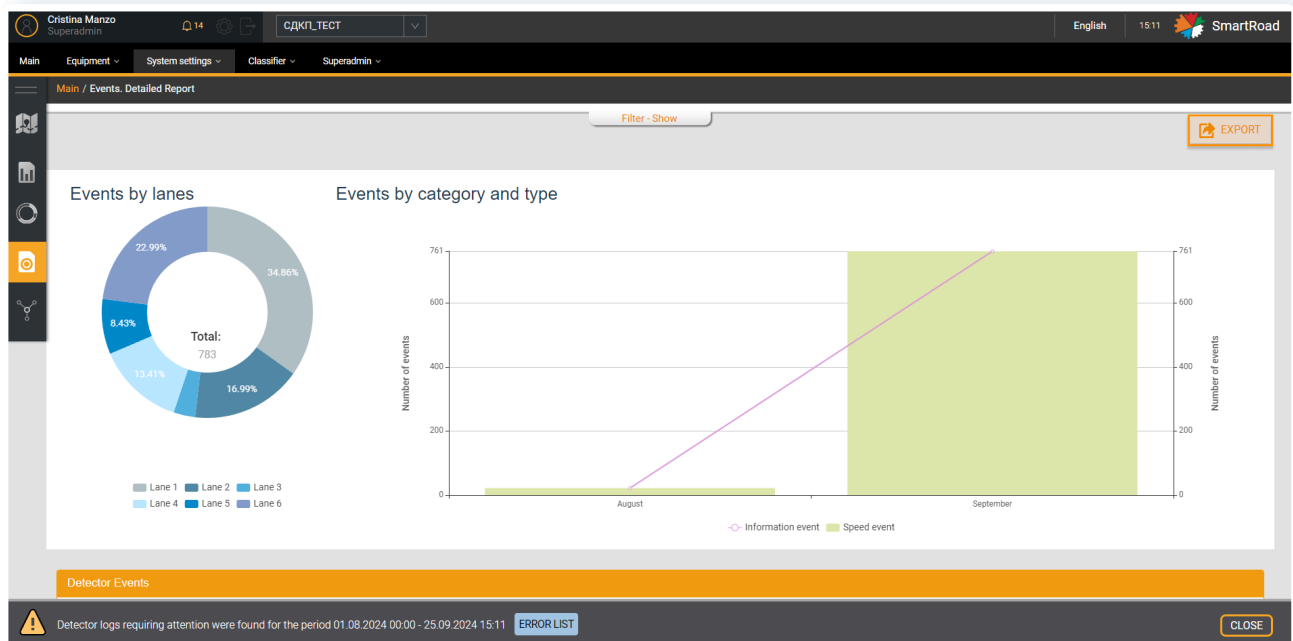 Cristina Manzo
Superadmin
14
СДКП_ТЕСТ
English
15:11
SmartRoad
Main
Equipment
System settings
Classifier
Superadmin
Main / Events. Detailed Report
Filter - Show
EXPORT
Events by lanes
Events by category and type
22.99%
34.86%
8.43%
Total:
783
13.41%
16.99%
Lane 1 Lane 2 Lane 3
Lane 4 Lane 5 Lane 6
761
600
400
200
0
Number of events
761
600
400
200
0
Number of events
August
September
Information event Speed event
Detector Events
Detector logs requiring attention were found for the period 01.08.2024 00:00 - 25.09.2024 15:11
ERROR LIST
CLOSE